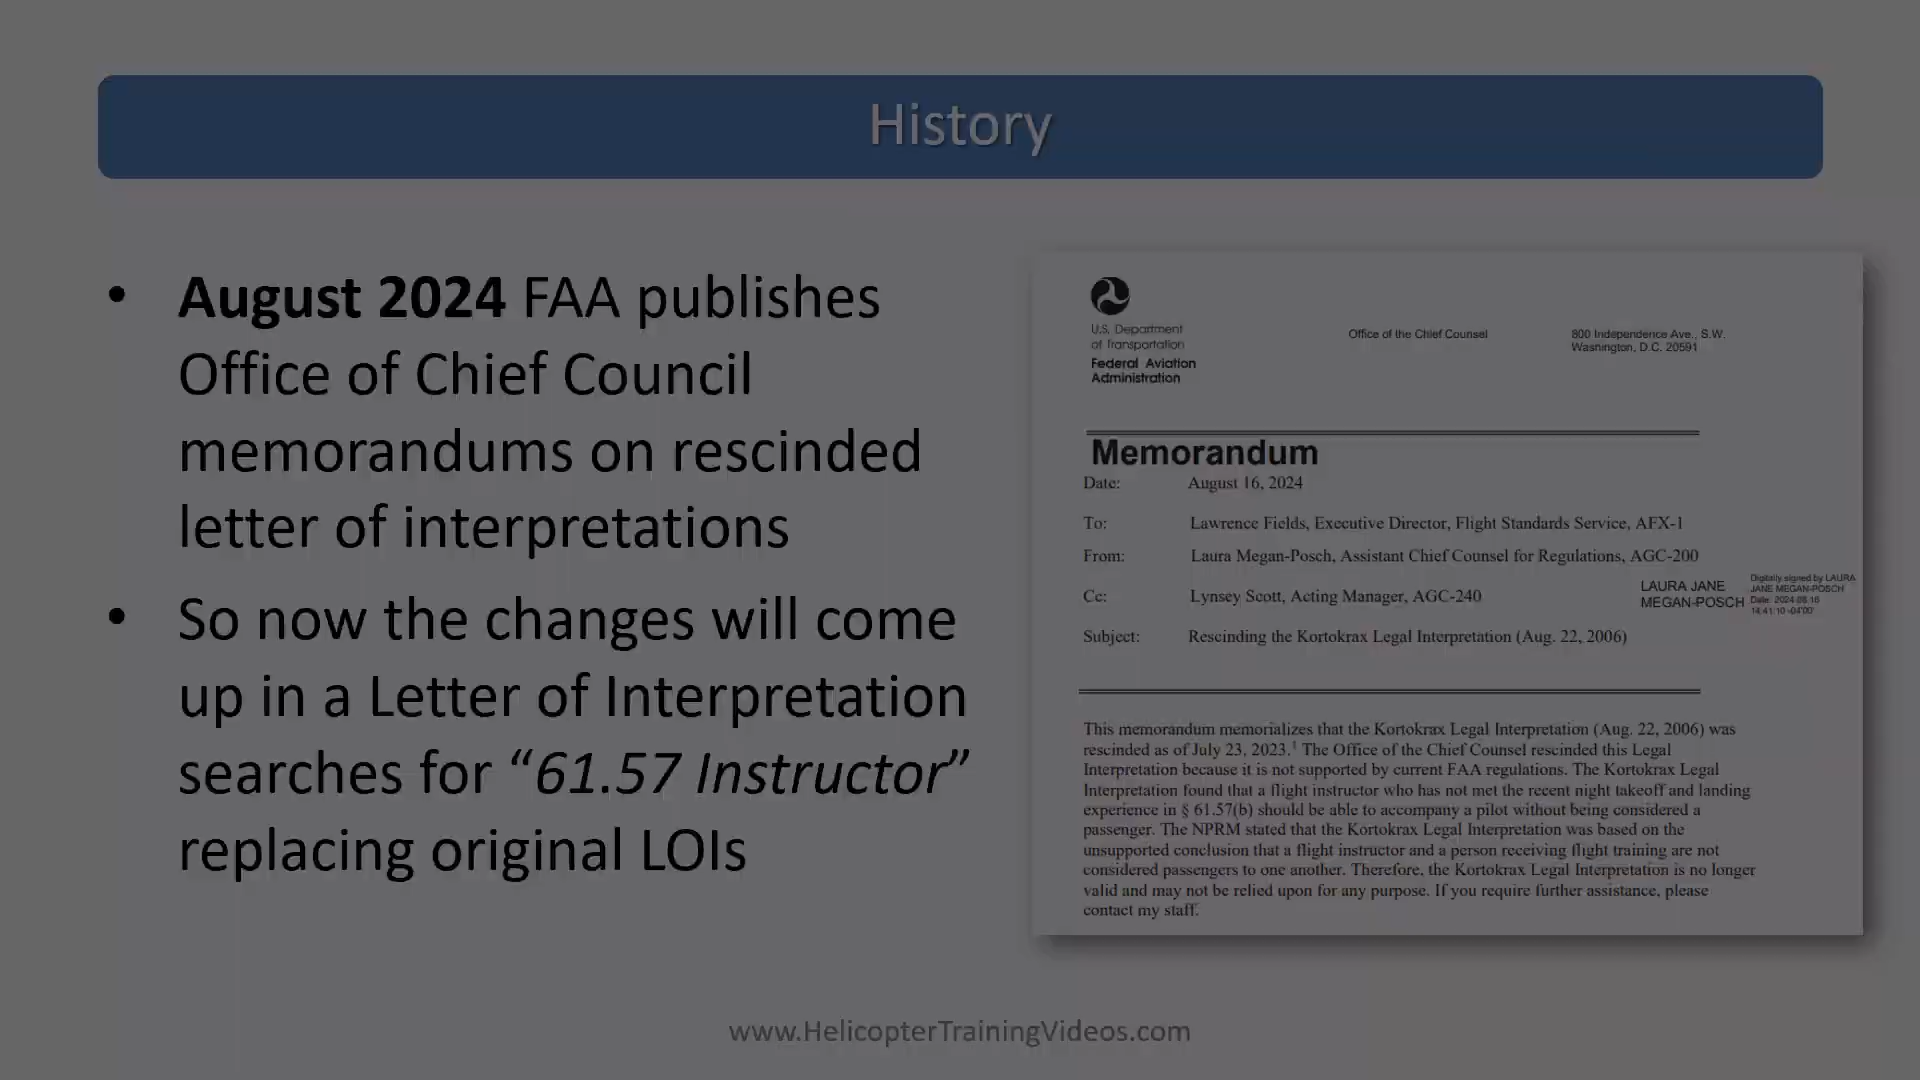 History
• August 2024 FAA publishes
Office of Chief Council
memorandums on rescinded
letter of interpretations
• So now the changes will come
up in a Letter of Interpretation
searches for “61.57 Instructor”
replacing original LOIs
U.S. Department
of Transportation
Federal Aviation
Administration
Office of the Chief Counsel
800 Independence Ave., S.W.
Washington, D.C. 20591
Memorandum
Date: August 16, 2024
To: Lawrence Fields, Executive Director, Flight Standards Service, AFX-1
From: Laura Megan-Posch, Assistant Chief Counsel for Regulations, AGC-200
Cc: Lynsey Scott, Acting Manager, AGC-240
LAURA JANE
MEGAN-POSCH
Digitally signed by LAURA
JANE MEGAN-POSCH
Date: 2024.08.16
14:41:10 -04'00'
Subject: Rescinding the Kortokrax Legal Interpretation (Aug. 22, 2006)
This memorandum memorializes that the Kortokrax Legal Interpretation (Aug. 22, 2006) was
rescinded as of July 23, 2023.¹ The Office of the Chief Counsel rescinded this Legal
Interpretation because it is not supported by current FAA regulations. The Kortokrax Legal
Interpretation found that a flight instructor who has not met the recent night takeoff and landing
experience in § 61.57(b) should be able to accompany a pilot without being considered a
passenger. The NPRM stated that the Kortokrax Legal Interpretation was based on the
unsupported conclusion that a flight instructor and a person receiving flight training are not
considered passengers to one another. Therefore, the Kortokrax Legal Interpretation is no longer
valid and may not be relied upon for any purpose. If you require further assistance, please
contact my staff.
www.HelicopterTrainingVideos.com